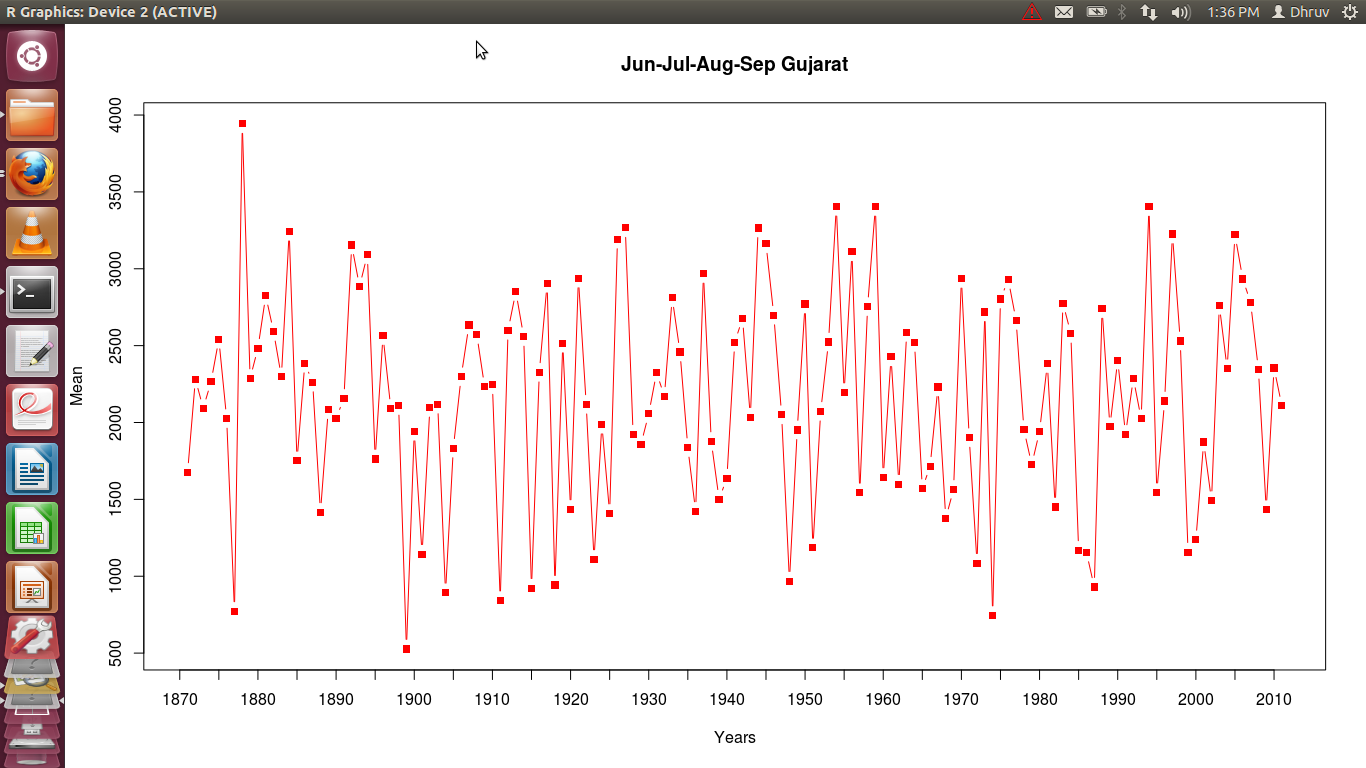 R Graphics: Device 2 (ACTIVE)
1:36 PM Dhruv
Jun-Jul-Aug-Sep Gujarat
4000
3500
3000
2500
2000
1500
1000
500
Mean
1870 1880 1890 1900 1910 1920 1930 1940 1950 1960 1970 1980 1990 2000 2010
Years